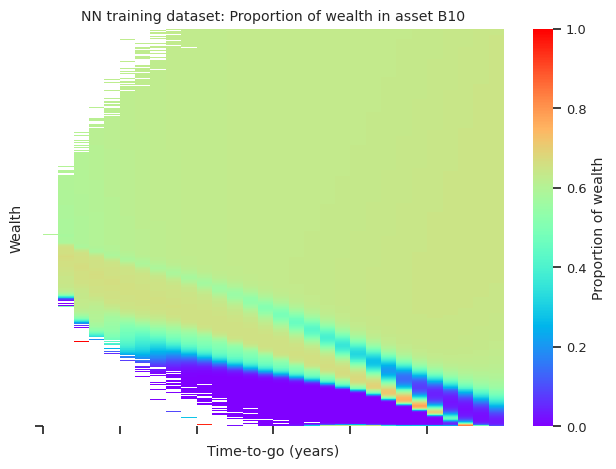 NN training dataset: Proportion of wealth in asset B10
Wealth
Time-to-go (years)
1.0
0.8
0.6
0.4
0.2
0.0
Proportion of wealth